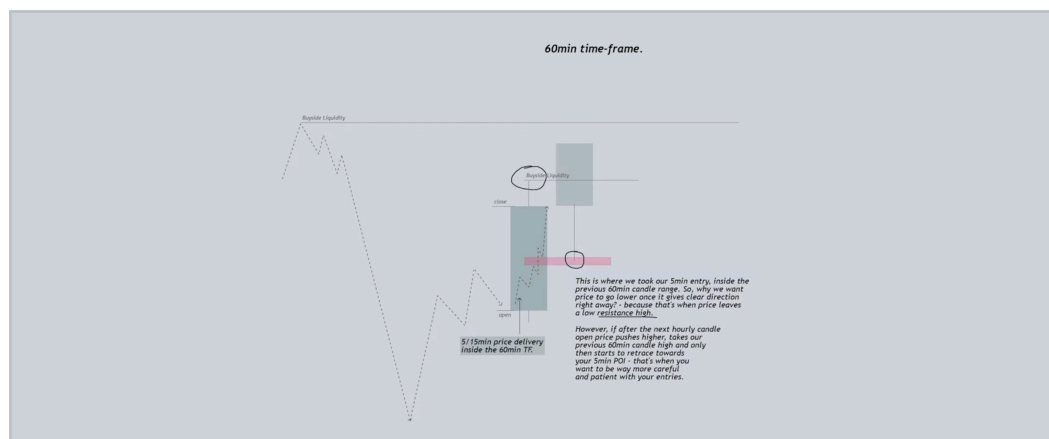 60min time-frame.
Buyside Liquidity
Buyside Liquidity
close
open
This is where we took our 5min entry, inside the
previous 60min candle range. So, why we want
price to go lower once it gives clear direction
right away? - because that's when price leaves
a low resistance high.
However, if after the next hourly candle
open price pushes higher, takes our
previous 60min candle high and only
then starts to retrace towards
your 5min POI - that's when you
want to be way more careful
and patient with your entries.
5/15min price delivery
inside the 60min TF.